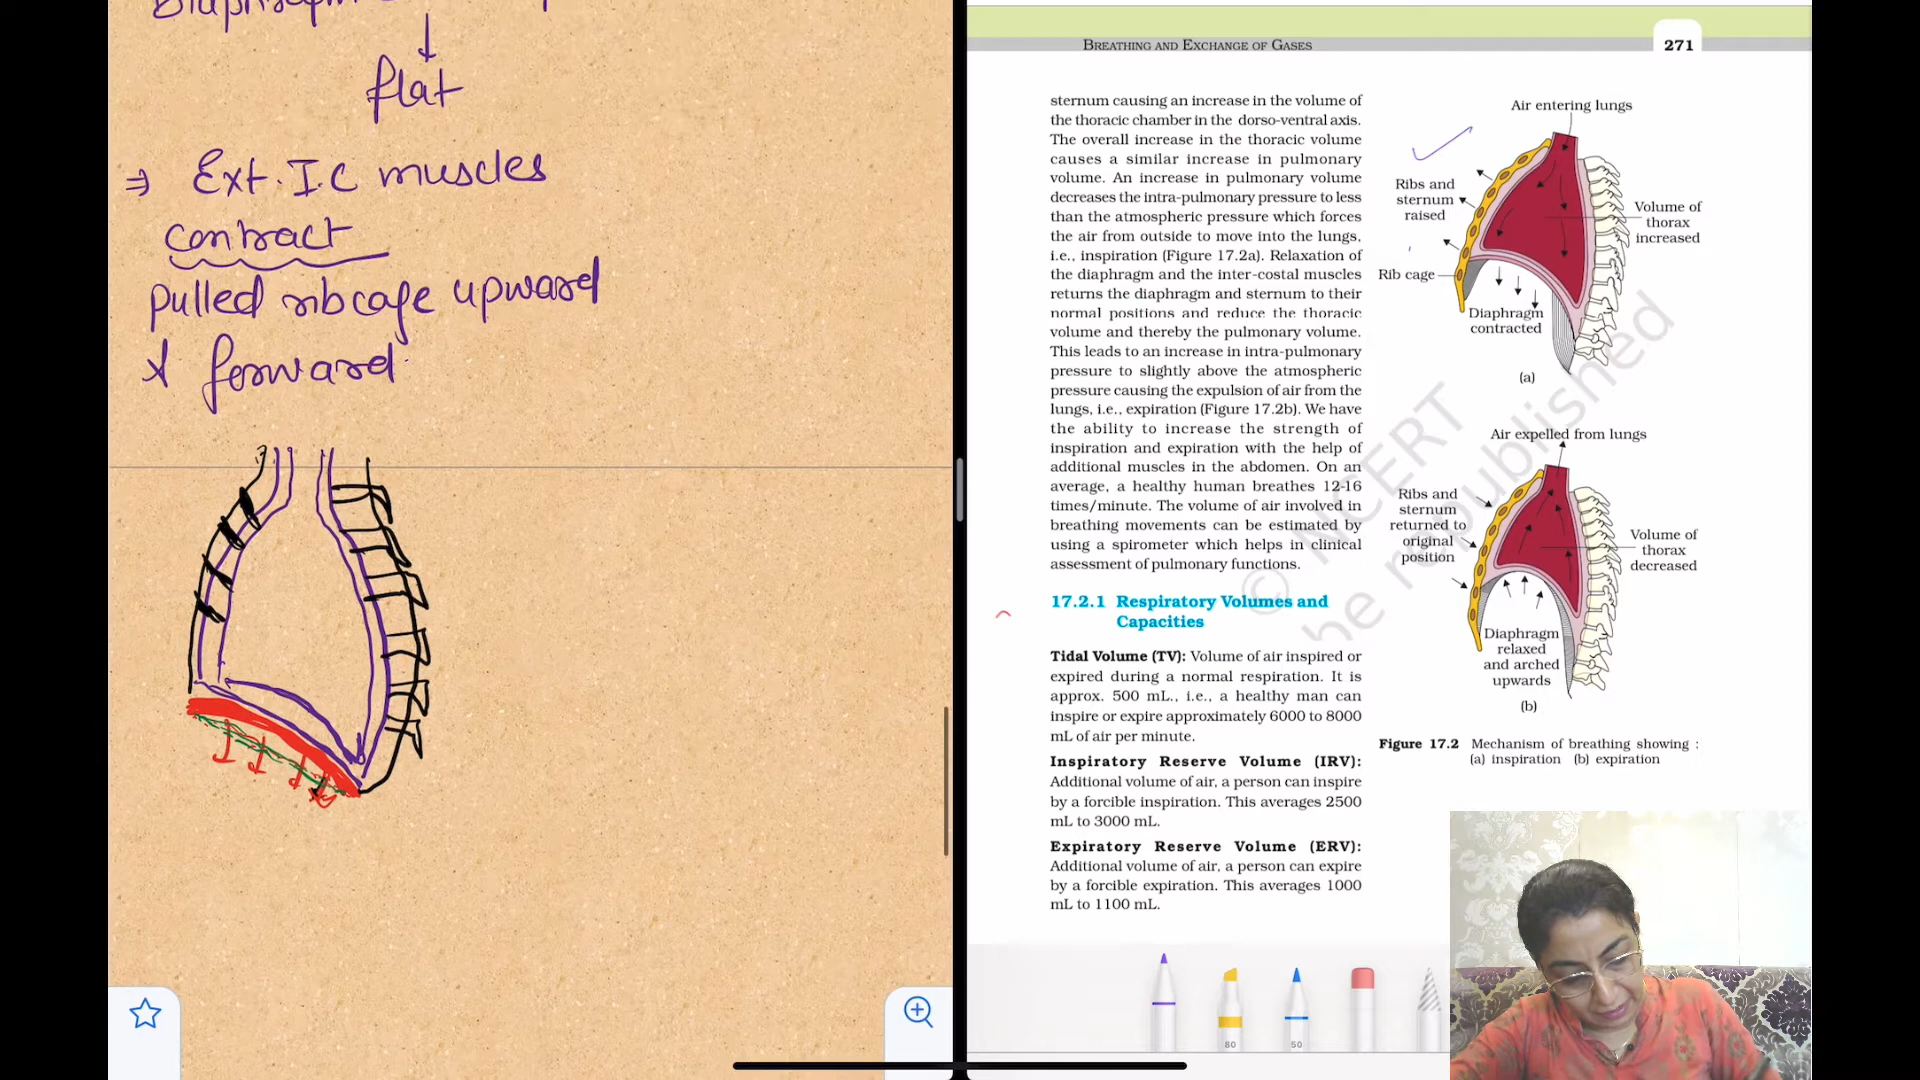 flat
⇒ Ext. I.C muscles
contract
pulled ribcage upward
& forward.
BREATHING AND EXCHANGE OF GASES
271
sternum causing an increase in the volume of
the thoracic chamber in the dorso-ventral axis.
The overall increase in the thoracic volume
causes a similar increase in pulmonary
volume. An increase in pulmonary volume
decreases the intra-pulmonary pressure to less
than the atmospheric pressure which forces
the air from outside to move into the lungs,
i.e., inspiration (Figure 17.2a). Relaxation of
the diaphragm and the inter-costal muscles
returns the diaphragm and sternum to their
normal positions and reduce the thoracic
volume and thereby the pulmonary volume.
This leads to an increase in intra-pulmonary
pressure to slightly above the atmospheric
pressure causing the expulsion of air from the
lungs, i.e., expiration (Figure 17.2b). We have
the ability to increase the strength of
inspiration and expiration with the help of
additional muscles in the abdomen. On an
average, a healthy human breathes 12-16
times/minute. The volume of air involved in
breathing movements can be estimated by
using a spirometer which helps in clinical
assessment of pulmonary functions.
17.2.1 Respiratory Volumes and
Capacities
Tidal Volume (TV): Volume of air inspired or
expired during a normal respiration. It is
approx. 500 mL., i.e., a healthy man can
inspire or expire approximately 6000 to 8000
mL of air per minute.
Inspiratory Reserve Volume (IRV):
Additional volume of air, a person can inspire
by a forcible inspiration. This averages 2500
mL to 3000 mL.
Expiratory Reserve Volume (ERV):
Additional volume of air, a person can expire
by a forcible expiration. This averages 1000
mL to 1100 mL.
Air entering lungs
Ribs and
sternum
raised
Volume of
thorax
increased
Rib cage
Diaphragm
contracted
(a)
Air expelled from lungs
Ribs and
sternum
returned to
original
position
Volume of
thorax
decreased
Diaphragm
relaxed
and arched
upwards
(b)
Figure 17.2 Mechanism of breathing showing :
(a) inspiration (b) expiration
© NCERT
he republished
80
50